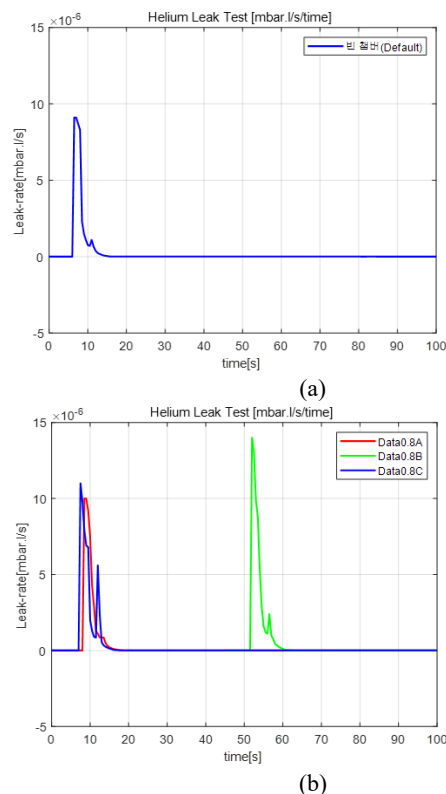 Helium Leak Test [mbar.l/s/time]
×10⁻⁶
15
빈 챔버(Default)
10
Leak-rate[mbar.l/s]
5
0
-5
0 10 20 30 40 50 60 70 80 90 100
time[s]
(a)
Helium Leak Test [mbar.l/s/time]
×10⁻⁶
15
Data0.8A
Data0.8B
Data0.8C
10
Leak-rate[mbar.l/s]
5
0
-5
0 10 20 30 40 50 60 70 80 90 100
time[s]
(b)